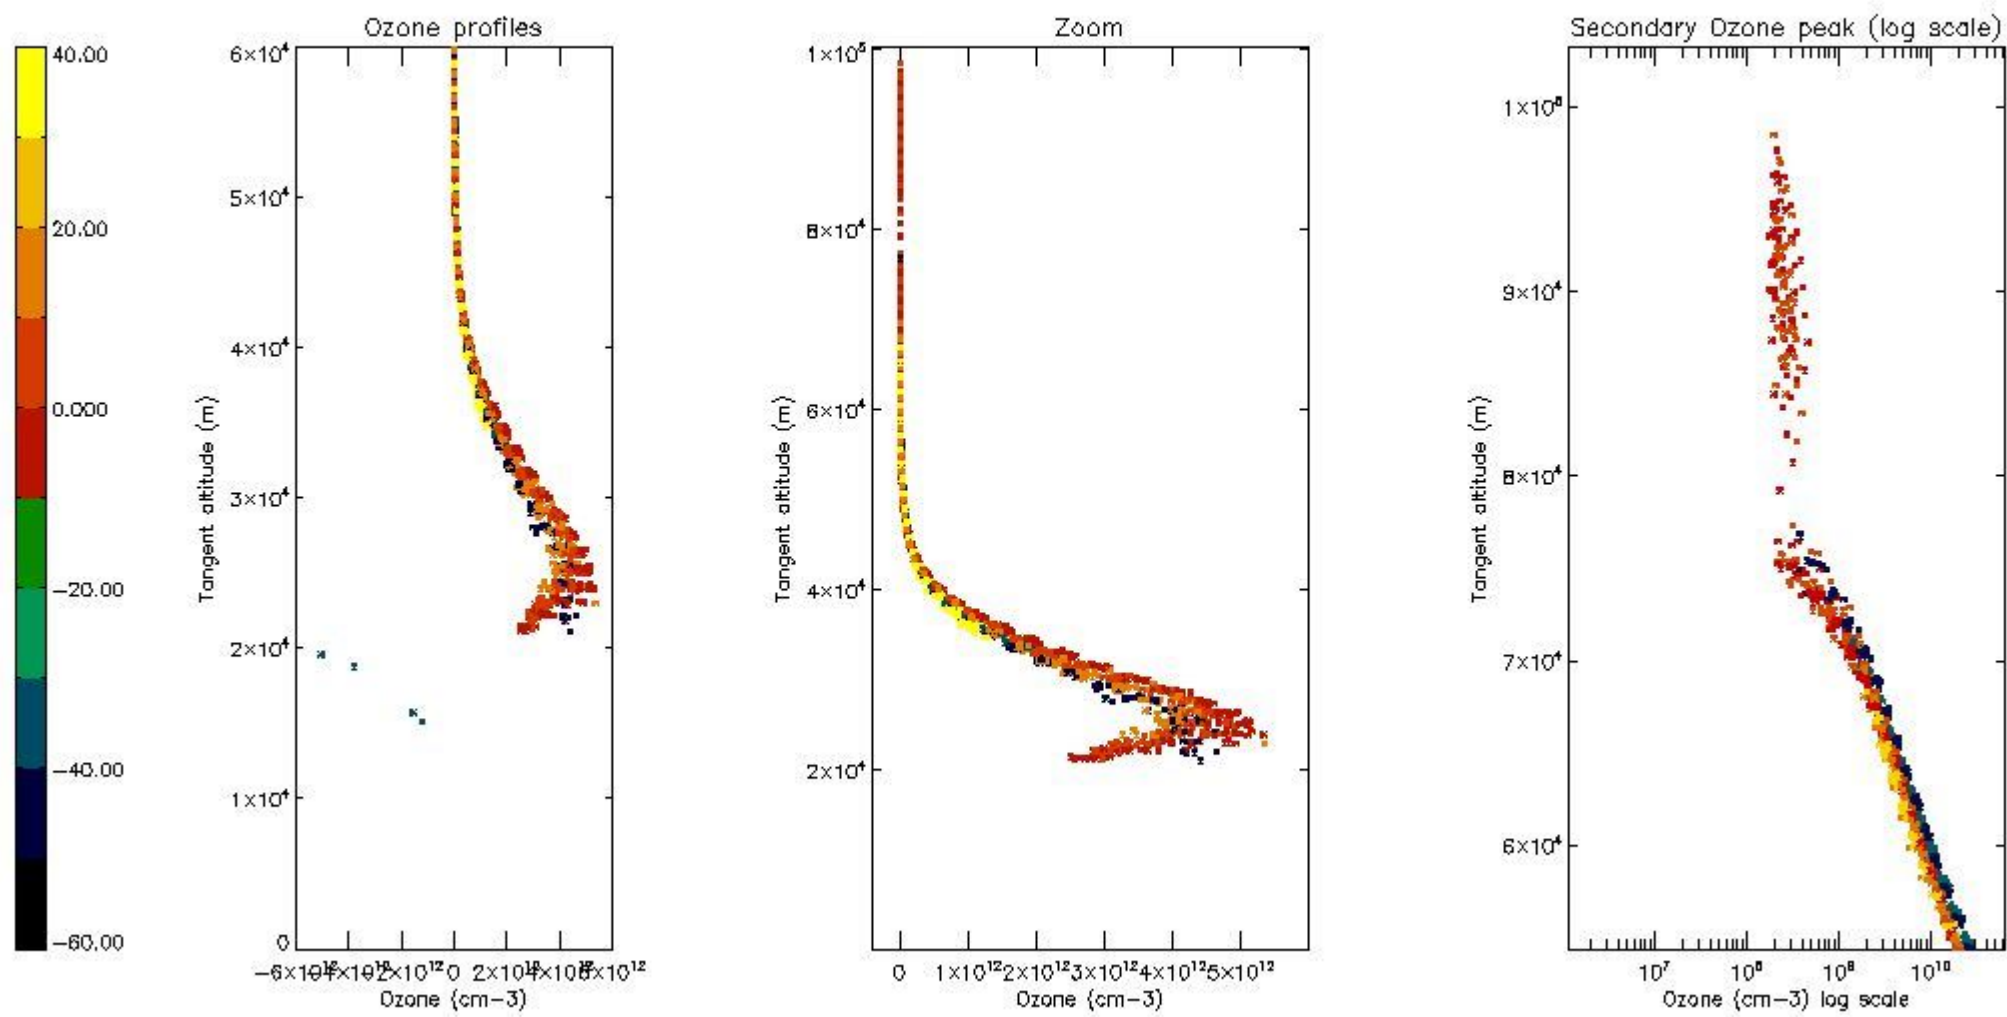 Ozone profiles
Zoom
Secondary Ozone peak (log scale)
40.00
20.00
0.000
−20.00
−40.00
−60.00
6×10⁴
5×10⁴
4×10⁴
3×10⁴
2×10⁴
1×10⁴
0
Tangent altitude (m)
0
Ozone (cm−3)
1×10⁵
8×10⁴
6×10⁴
4×10⁴
2×10⁴
Tangent altitude (m)
0 1×10¹² 2×10¹² 3×10¹² 4×10¹² 5×10¹²
Ozone (cm−3)
9×10⁴
8×10⁴
7×10⁴
6×10⁴
Tangent altitude (m)
10⁷ 10⁸ 10⁹ 10¹⁰
Ozone (cm−3) log scale